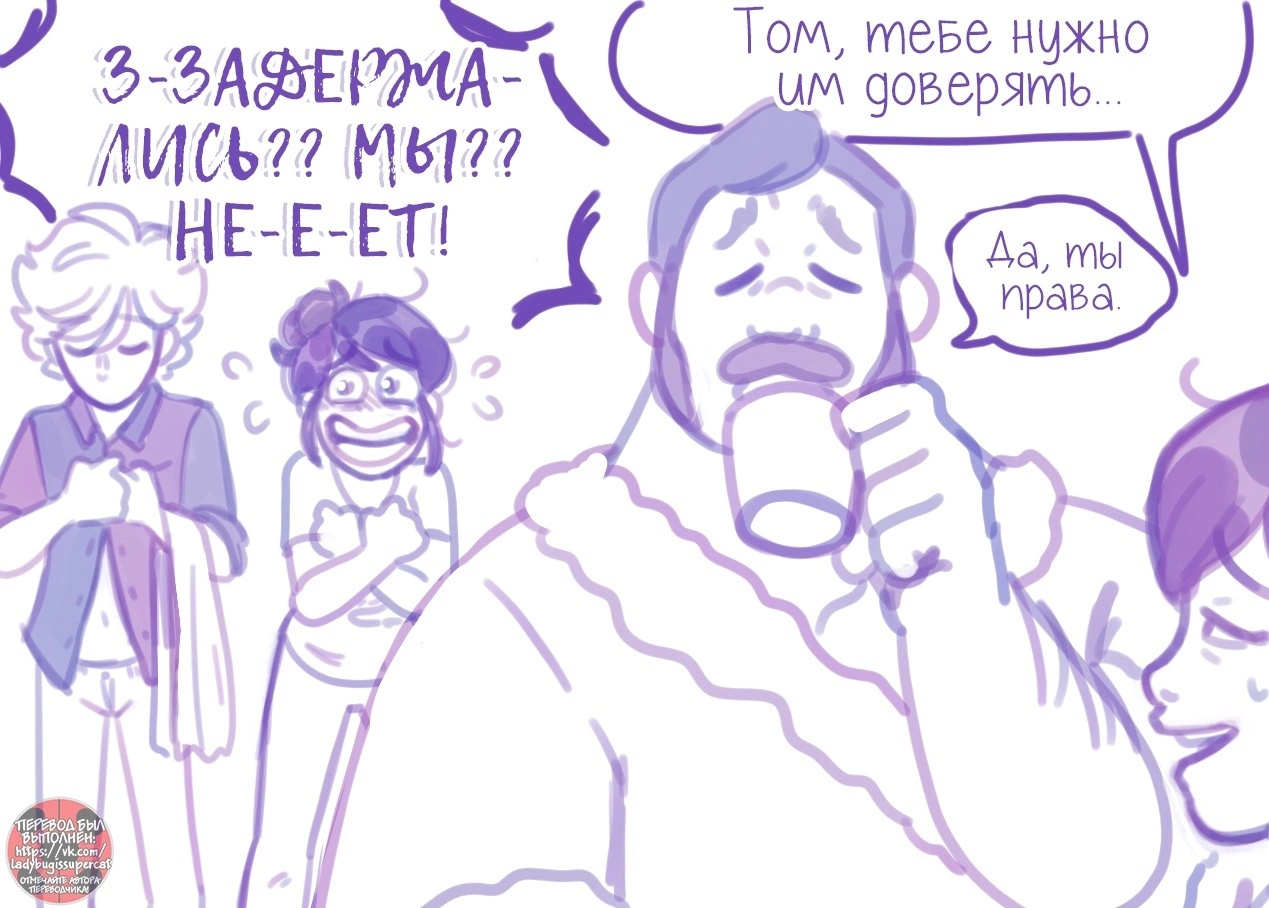 З-ЗАДЕРЖА-
ЛИСЬ?? МЫ??
НЕ-Е-ЕТ!
Том, тебе нужно
им доверять...
Да, ты
права.
ПЕРЕВОД БЫЛ
ВЫПОЛНЕН:
https://vk.com/
ladybugissupercat
ОТМЕЧАЙТЕ АВТОРА
ПЕРЕВОДЧИКА!